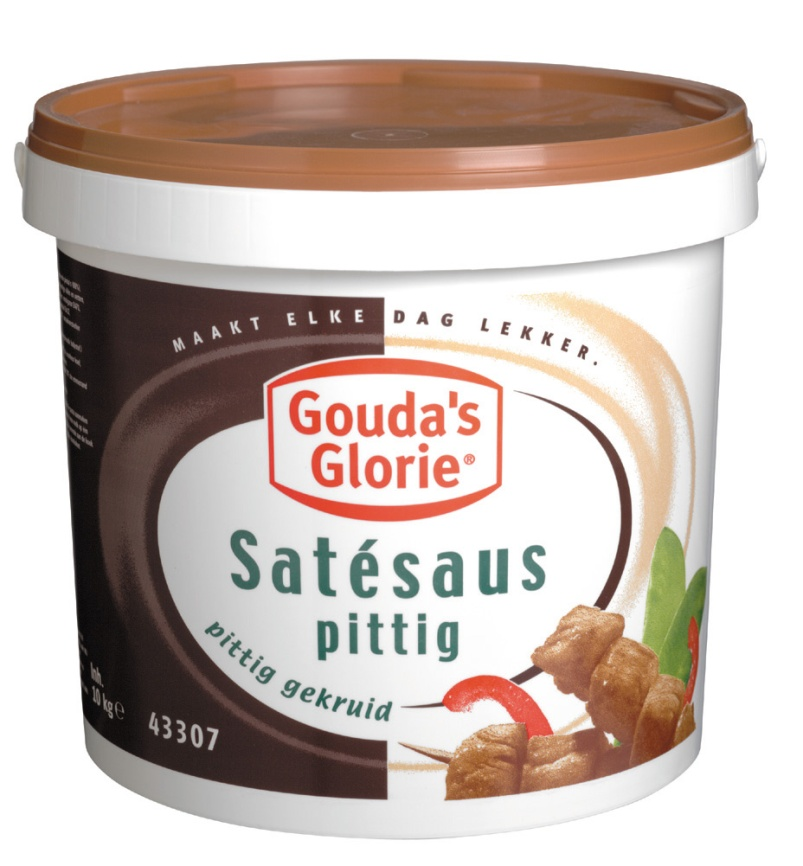 MAAKT ELKE DAG LEKKER.
Gouda's
Glorie®
Satésaus
pittig
pittig gekruid
Inh.
10 kg e
43307